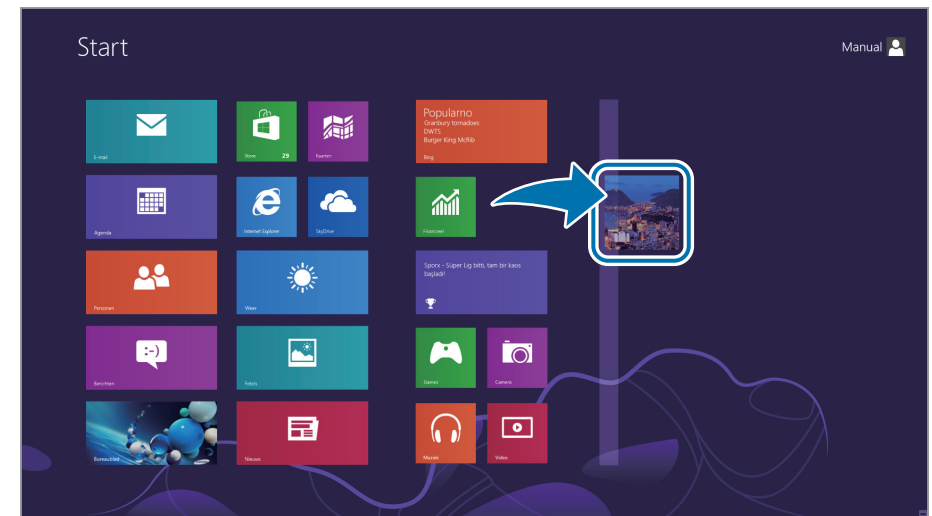 Start
Manual
E-mail
Store 29
Kaarten
Popularno
Granbury tornadoes
DWTS
Burger King McRib
Bing
Agenda
Internet Explorer
SkyDrive
Financieel
Personen
Weer
Sporx - Süper Lig bitti, tam bir kaos
başladı!
Berichten
Foto's
Games
Camera
Bureaublad
Nieuws
Muziek
Video